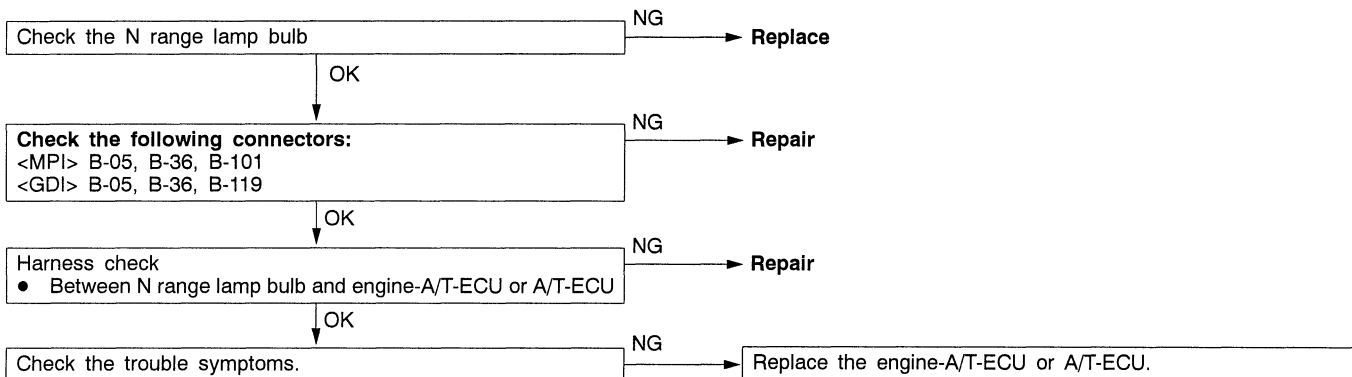 Check the N range lamp bulb
NG
Replace
OK
Check the following connectors:
<MPI> B-05, B-36, B-101
<GDI> B-05, B-36, B-119
NG
Repair
OK
Harness check
● Between N range lamp bulb and engine-A/T-ECU or A/T-ECU
NG
Repair
OK
Check the trouble symptoms.
NG
Replace the engine-A/T-ECU or A/T-ECU.